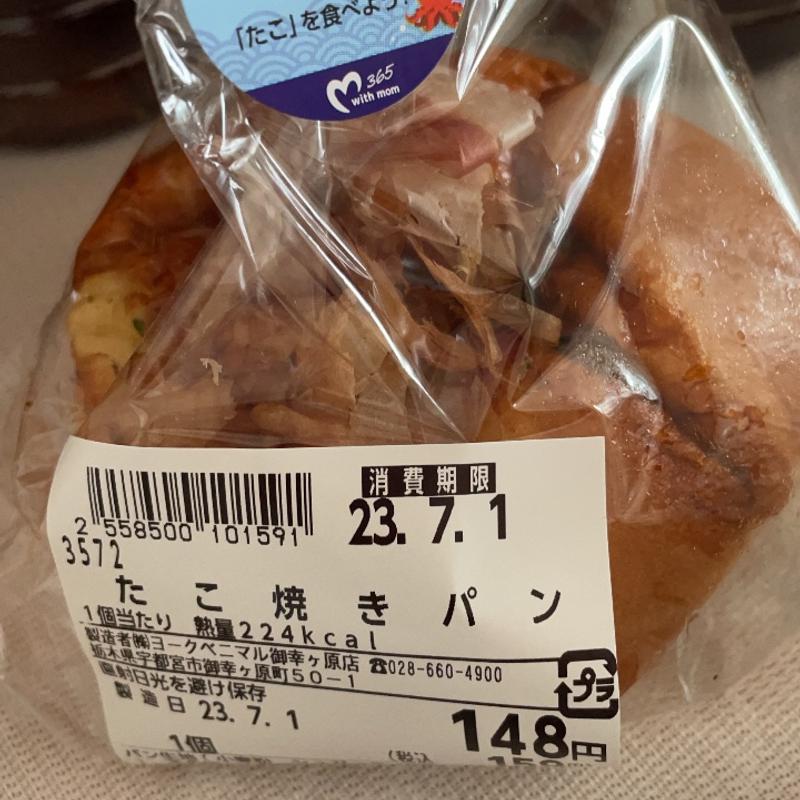 「たこ」を食べよう!
365
with mom
消費期限
23.7.1
2 558500 101591
3572
たこ焼きパン
1個当たり 熱量224kcal
製造者㈱ヨークベニマル御幸ヶ原店 ☎028-660-4900
栃木県宇都宮市御幸ヶ原町50-1
直射日光を避け保存
製造日 23.7.1
プラ
1個
148円
(税込